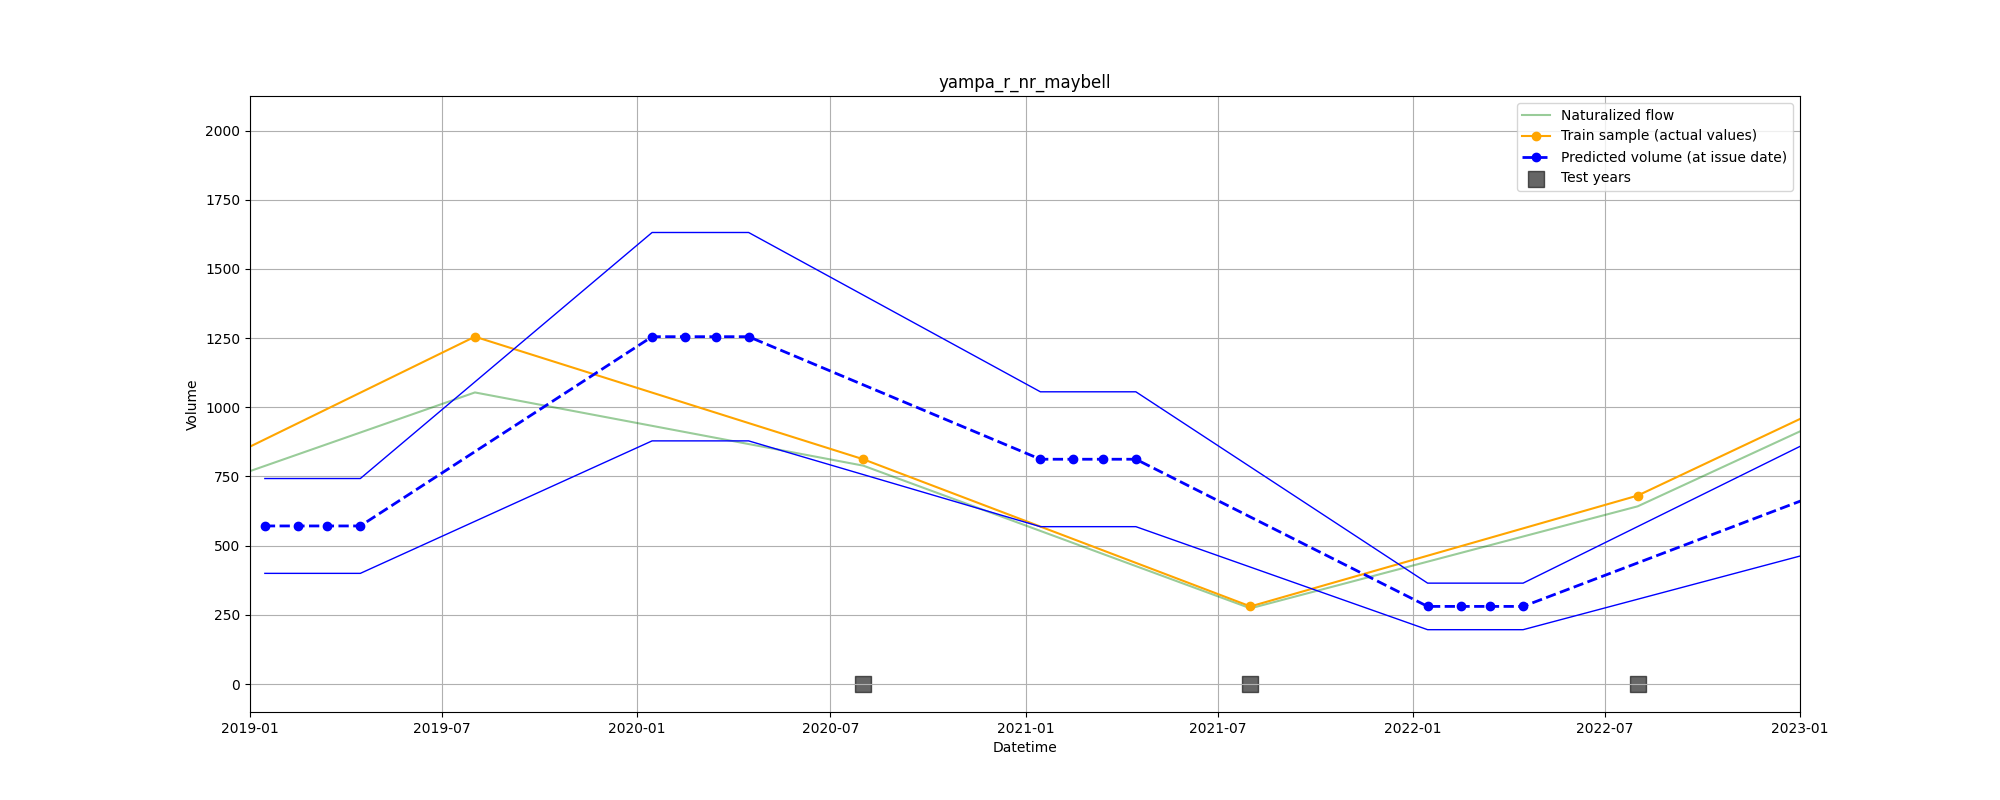 yampa_r_nr_maybell
Naturalized flow
Train sample (actual values)
Predicted volume (at issue date)
Test years
Volume
2000
1750
1500
1250
1000
750
500
250
0
2019-01 2019-07 2020-01 2020-07 2021-01 2021-07 2022-01 2022-07 2023-01
Datetime